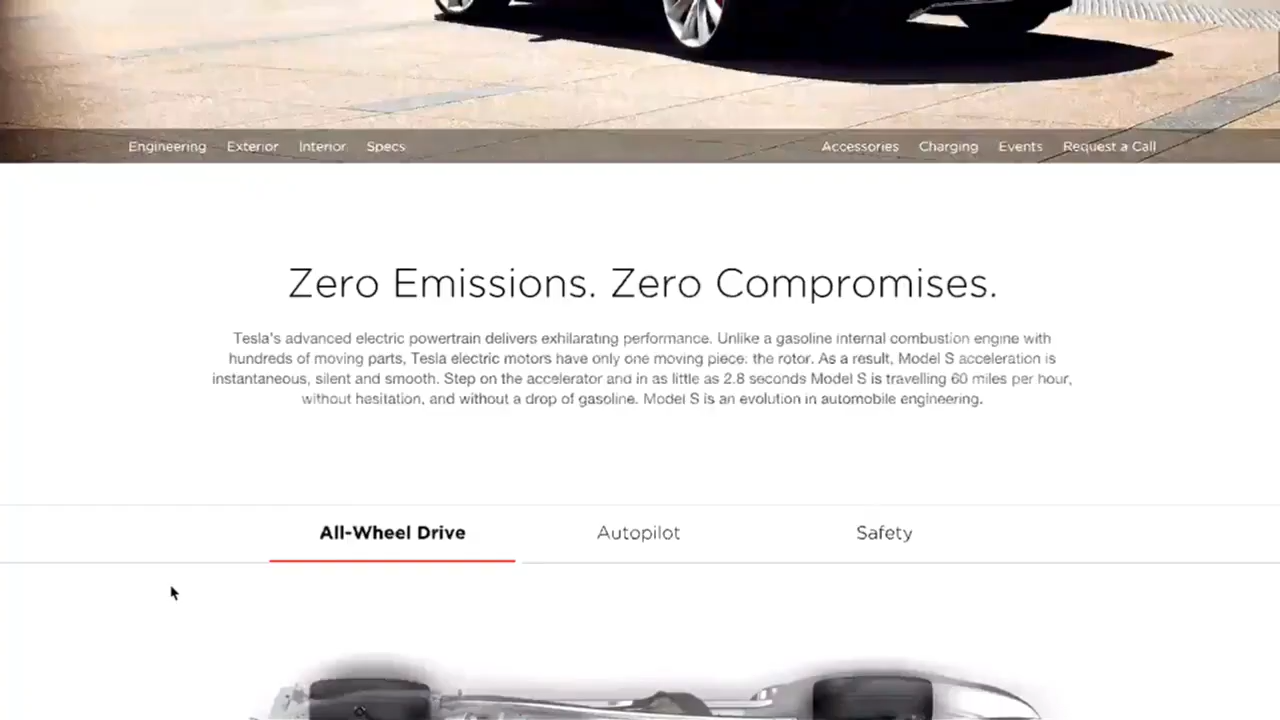 Engineering Exterior Interior Specs Accessories Charging Events Request a Call
Zero Emissions. Zero Compromises.
Tesla's advanced electric powertrain delivers exhilarating performance. Unlike a gasoline internal combustion engine with
hundreds of moving parts, Tesla electric motors have only one moving piece: the rotor. As a result, Model S acceleration is
instantaneous, silent and smooth. Step on the accelerator and in as little as 2.8 seconds Model S is travelling 60 miles per hour,
without hesitation, and without a drop of gasoline. Model S is an evolution in automobile engineering.
All-Wheel Drive Autopilot Safety